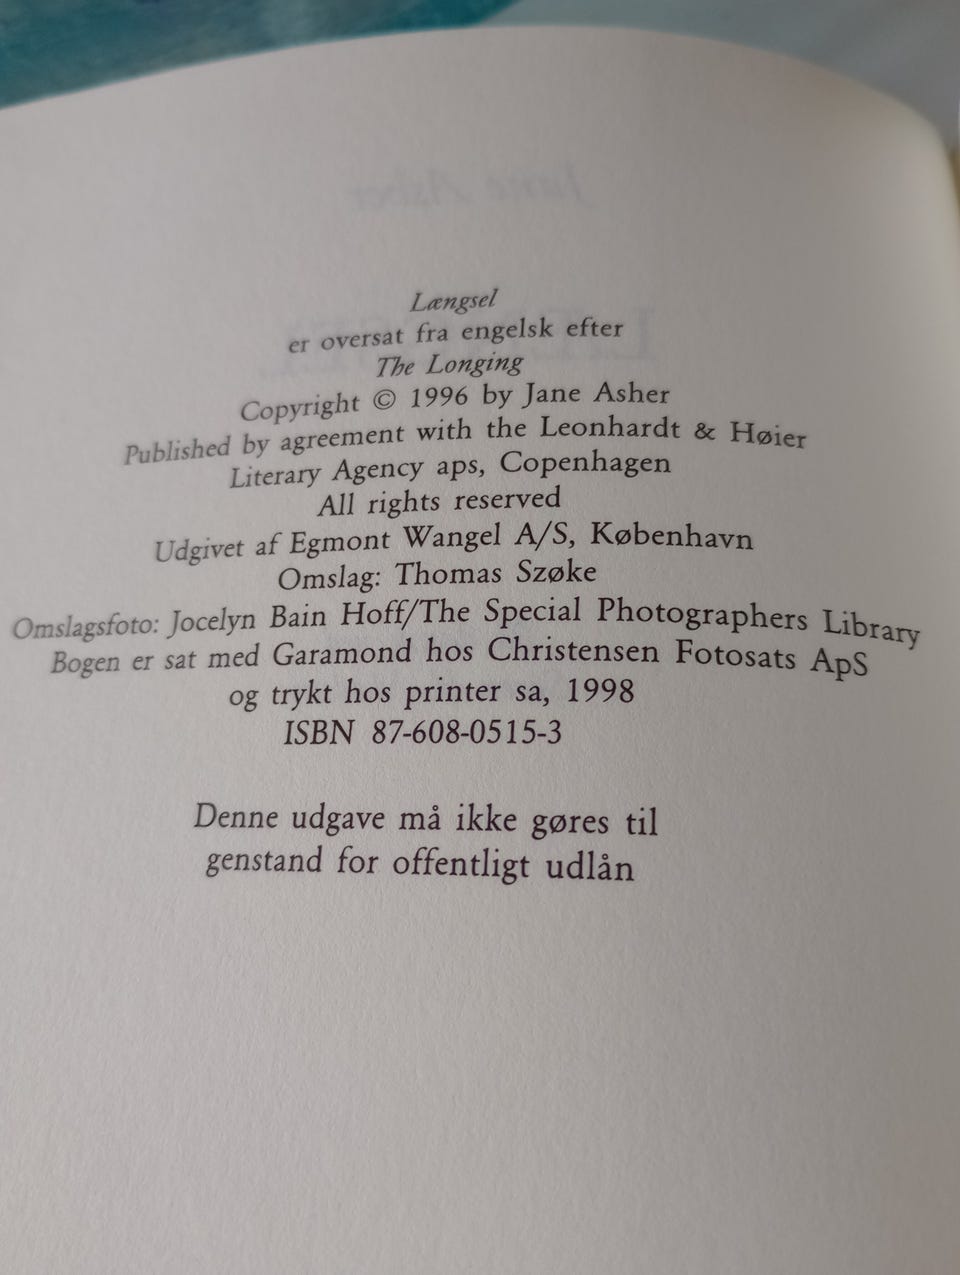 Længsel
er oversat fra engelsk efter
The Longing
Copyright © 1996 by Jane Asher
Published by agreement with the Leonhardt & Høier
Literary Agency aps, Copenhagen
All rights reserved
Udgivet af Egmont Wangel A/S, København
Omslag: Thomas Szøke
Omslagsfoto: Jocelyn Bain Hoff/The Special Photographers Library
Bogen er sat med Garamond hos Christensen Fotosats ApS
og trykt hos printer sa, 1998
ISBN 87-608-0515-3
Denne udgave må ikke gøres til
genstand for offentligt udlån